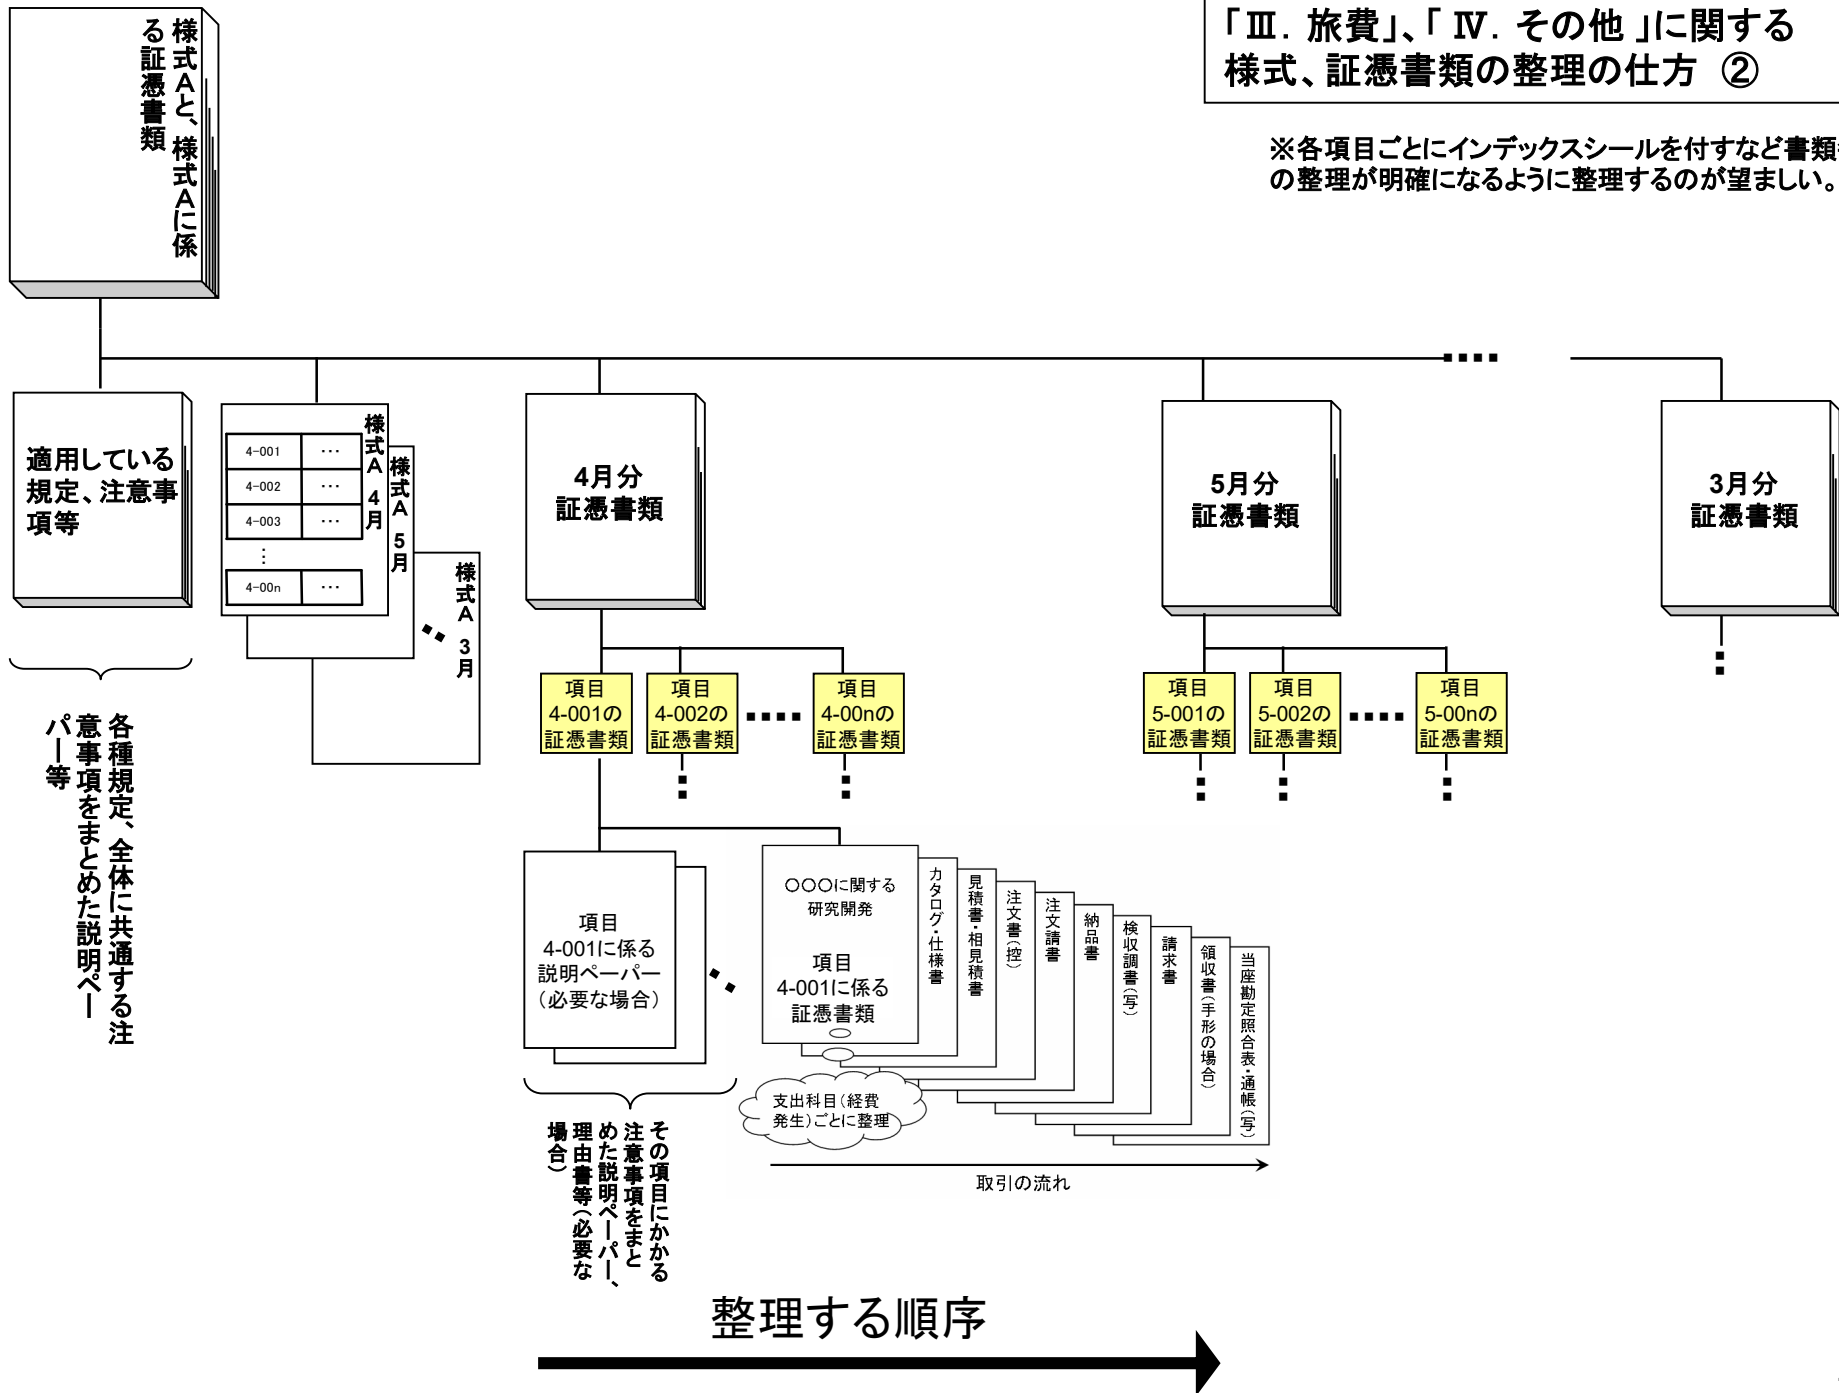 「Ⅲ. 旅費」、「Ⅳ. その他 」に関する
様式、証憑書類の整理の仕方 ②
※各項目ごとにインデックスシールを付すなど書類
の整理が明確になるように整理するのが望ましい。
様式Aと、様式Aに係
る証憑書類
適用している
規定、注意事
項等
様式A 4月
4-001 …
4-002 …
4-003 …
⋮
4-00n …
様式A 5月
様式A 3月
4月分
証憑書類
5月分
証憑書類
3月分
証憑書類
項目
4-001の
証憑書類
項目
4-002の
証憑書類
項目
4-00nの
証憑書類
項目
5-001の
証憑書類
項目
5-002の
証憑書類
項目
5-00nの
証憑書類
各種規定、全体に共通する注
意事項をまとめた説明ペー
パー等
項目
4-001に係る
説明ペーパー
(必要な場合)
〇〇〇に関する
研究開発
項目
4-001に係る
証憑書類
カタログ・仕様書
見積書・相見積書
注文書(控)
注文請書
納品書
検収調書(写)
請求書
領収書(手形の場合)
当座勘定照合表・通帳(写)
支出科目(経費
発生)ごとに整理
取引の流れ
その項目にかかる
注意事項をまと
めた説明ペーパー、
理由書等(必要な
場合)
整理する順序